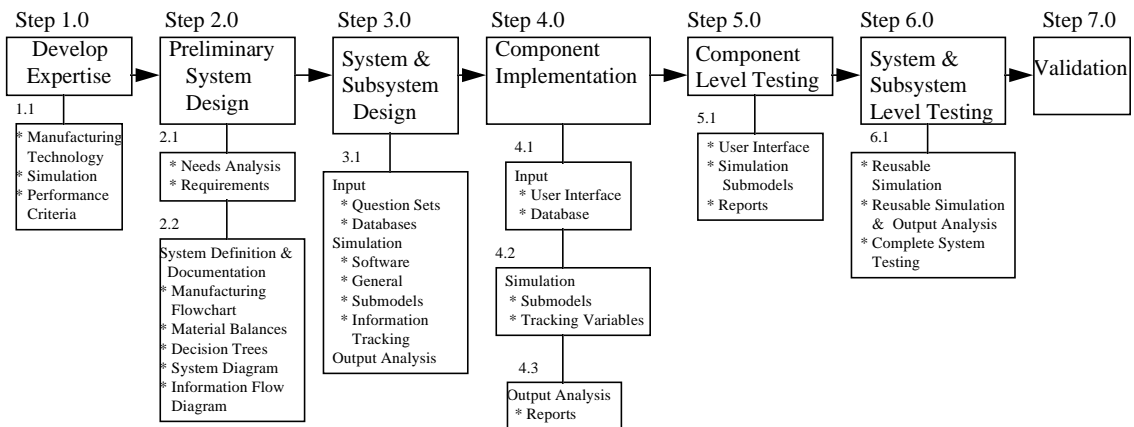 Step 1.0
Develop
Expertise
1.1
* Manufacturing
Technology
* Simulation
* Performance
Criteria
Step 2.0
Preliminary
System
Design
2.1
* Needs Analysis
* Requirements
2.2
System Definition &
Documentation
* Manufacturing
Flowchart
* Material Balances
* Decision Trees
* System Diagram
* Information Flow
Diagram
Step 3.0
System &
Subsystem
Design
3.1
Input
* Question Sets
* Databases
Simulation
* Software
* General
* Submodels
* Information
Tracking
Output Analysis
Step 4.0
Component
Implementation
4.1
Input
* User Interface
* Database
4.2
Simulation
* Submodels
* Tracking Variables
4.3
Output Analysis
* Reports
Step 5.0
Component
Level Testing
5.1
* User Interface
* Simulation
Submodels
* Reports
Step 6.0
System &
Subsystem
Level Testing
6.1
* Reusable
Simulation
* Reusable Simulation
& Output Analysis
* Complete System
Testing
Step 7.0
Validation